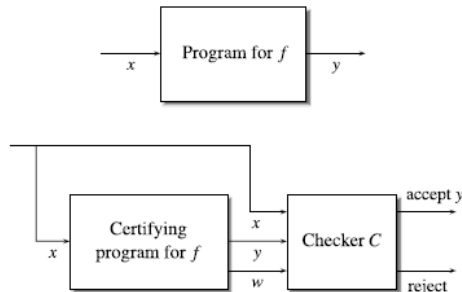 Program for f
x
y
accept y
Certifying
program for f
x
x
y
w
Checker C
reject